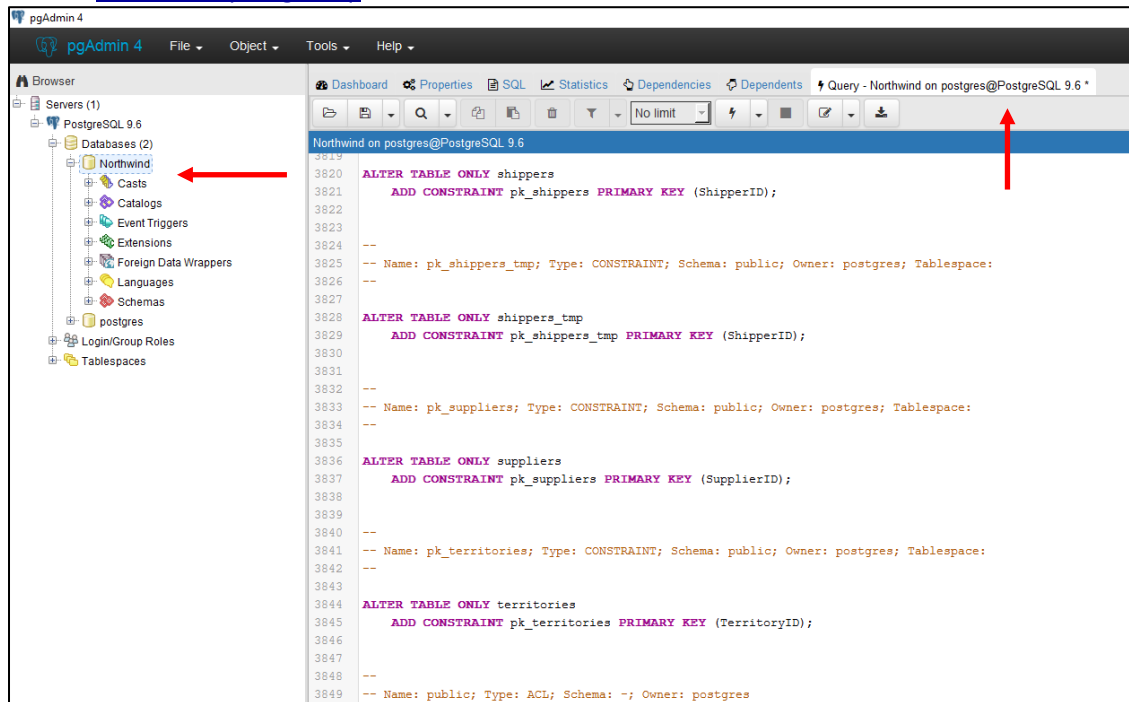 pgAdmin 4
pgAdmin 4 File Object Tools Help
Browser
Servers (1)
PostgreSQL 9.6
Databases (2)
Northwind
Casts
Catalogs
Event Triggers
Extensions
Foreign Data Wrappers
Languages
Schemas
postgres
Login/Group Roles
Tablespaces
Dashboard Properties SQL Statistics Dependencies Dependents Query - Northwind on postgres@PostgreSQL 9.6 *
No limit
Northwind on postgres@PostgreSQL 9.6
3819
3820 ALTER TABLE ONLY shippers
3821     ADD CONSTRAINT pk_shippers PRIMARY KEY (ShipperID);
3822
3823
3824 --
3825 -- Name: pk_shippers_tmp; Type: CONSTRAINT; Schema: public; Owner: postgres; Tablespace:
3826 --
3827
3828 ALTER TABLE ONLY shippers_tmp
3829     ADD CONSTRAINT pk_shippers_tmp PRIMARY KEY (ShipperID);
3830
3831
3832 --
3833 -- Name: pk_suppliers; Type: CONSTRAINT; Schema: public; Owner: postgres; Tablespace:
3834 --
3835
3836 ALTER TABLE ONLY suppliers
3837     ADD CONSTRAINT pk_suppliers PRIMARY KEY (SupplierID);
3838
3839
3840 --
3841 -- Name: pk_territories; Type: CONSTRAINT; Schema: public; Owner: postgres; Tablespace:
3842 --
3843
3844 ALTER TABLE ONLY territories
3845     ADD CONSTRAINT pk_territories PRIMARY KEY (TerritoryID);
3846
3847
3848 --
3849 -- Name: public; Type: ACL; Schema: -; Owner: postgres